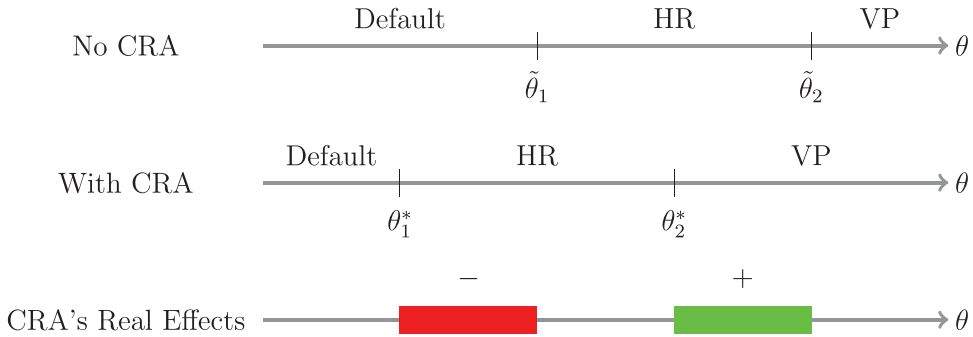 Default HR VP
No CRA θ
θ̃₁ θ̃₂
Default HR VP
With CRA θ
θ₁* θ₂*
− +
CRA's Real Effects θ